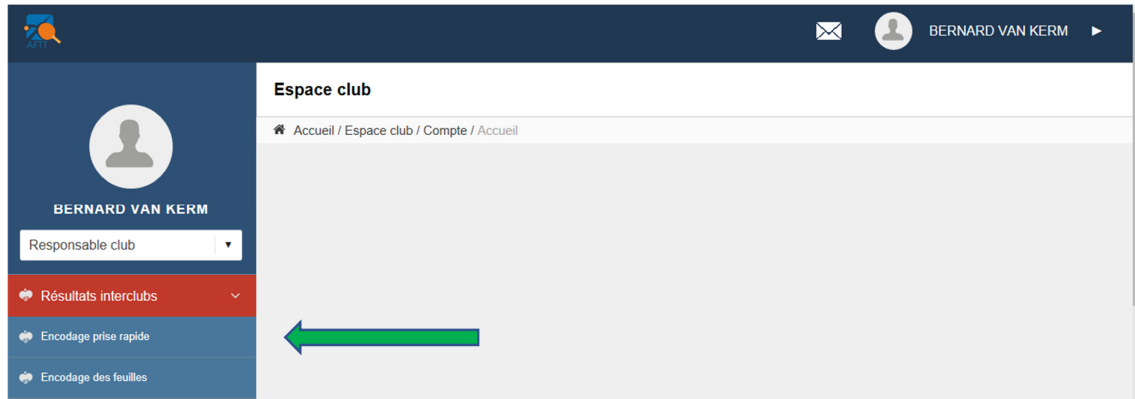 AFTT
BERNARD VAN KERM
Espace club
Accueil / Espace club / Compte / Accueil
BERNARD VAN KERM
Responsable club
Résultats interclubs
Encodage prise rapide
Encodage des feuilles